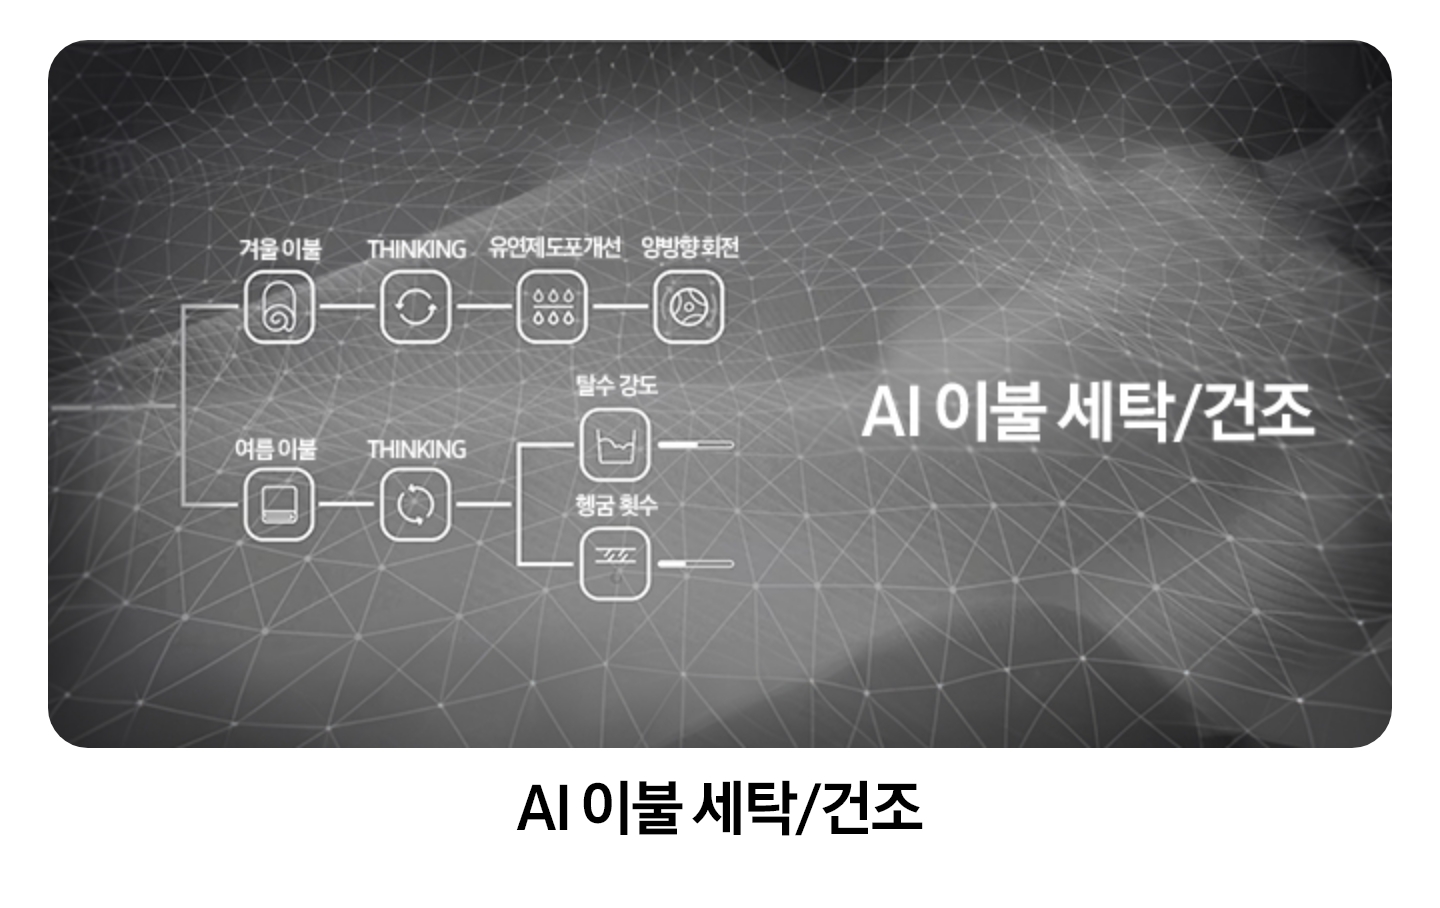 겨울 이불
THINKING
유연제 도포 개선
양방향 회전
탈수 강도
AI 이불 세탁/건조
여름 이불
THINKING
헹굼 횟수
AI 이불 세탁/건조